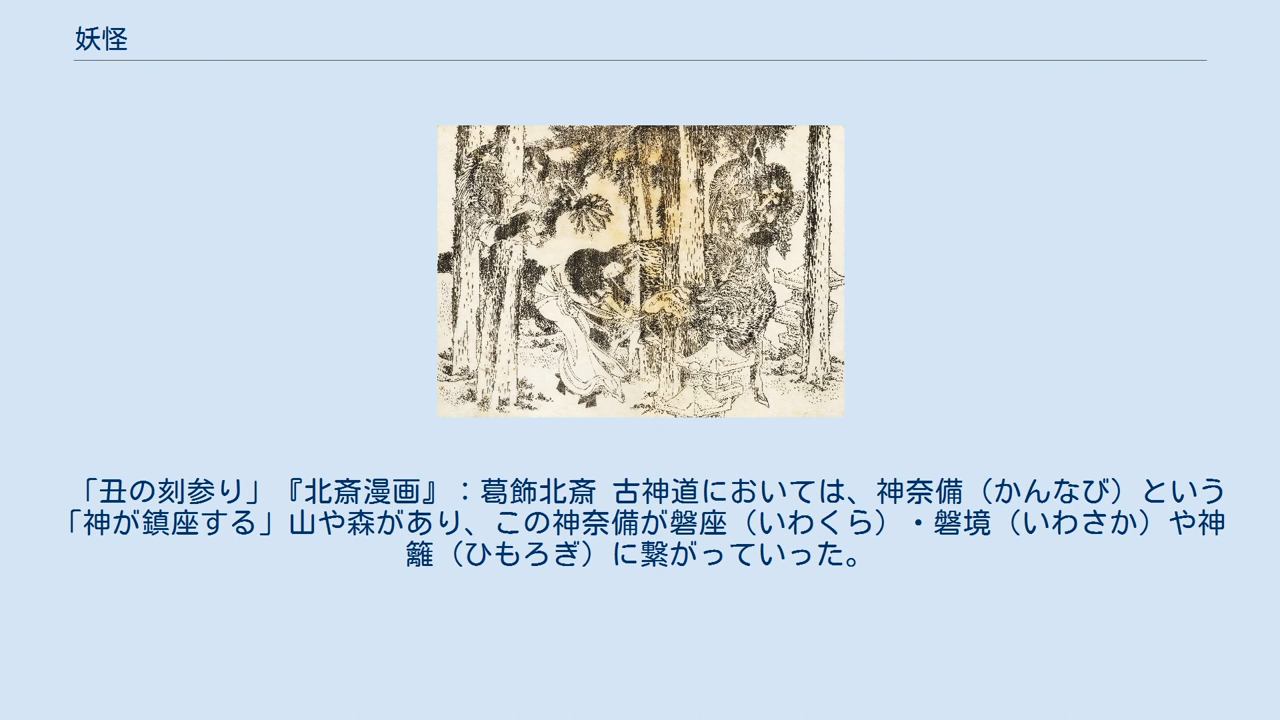 妖怪
「丑の刻参り」『北斎漫画』：葛飾北斎 古神道においては、神奈備（かんなび）という
「神が鎮座する」山や森があり、この神奈備が磐座（いわくら）・磐境（いわさか）や神
籬（ひもろぎ）に繋がっていった。